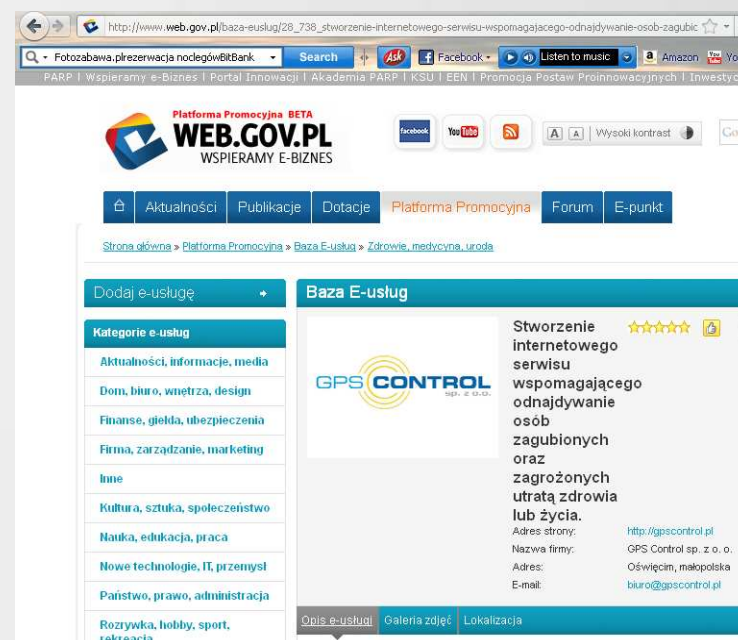 http://www.web.gov.pl/baza-euslug/28_738_stworzenie-internetowego-serwisu-wspomagajacego-odnajdywanie-osob-zagubic
Fotozabawa.plrezerwacja noclegówBitBank Search Ask Facebook Listen to music a Amazon You
PARP | Wspieramy e-Biznes | Portal Innowacji | Akademia PARP | KSU | EEN | Promocja Postaw Proinnowacyjnych | Inwestyc
Platforma Promocyjna BETA
WEB.GOV.PL
WSPIERAMY E-BIZNES
facebook YouTube A A | Wysoki kontrast
Aktualności Publikacje Dotacje Platforma Promocyjna Forum E-punkt
Strona główna » Platforma Promocyjna » Baza E-usług » Zdrowie, medycyna, uroda
Dodaj e-usługę
Kategorie e-usług
Aktualności, informacje, media
Dom, biuro, wnętrza, design
Finanse, giełda, ubezpieczenia
Firma, zarządzanie, marketing
Inne
Kultura, sztuka, społeczeństwo
Nauka, edukacja, praca
Nowe technologie, IT, przemysł
Państwo, prawo, administracja
Rozrywka, hobby, sport,
rekreacja
Baza E-usług
GPS CONTROL
sp. z o.o.
Stworzenie
internetowego
serwisu
wspomagającego
odnajdywanie
osób
zagubionych
oraz
zagrożonych
utratą zdrowia
lub życia.
Adres strony: http://gpscontrol.pl
Nazwa firmy: GPS Control sp. z o. o.
Adres: Oświęcim, małopolska
E-mail: biuro@gpscontrol.pl
Opis e-usługi Galeria zdjęć Lokalizacja